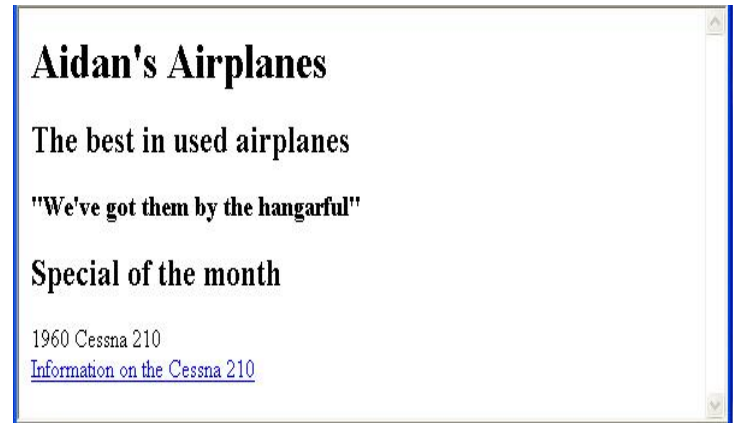 Aidan's Airplanes
The best in used airplanes
"We've got them by the hangarful"
Special of the month
1960 Cessna 210
Information on the Cessna 210